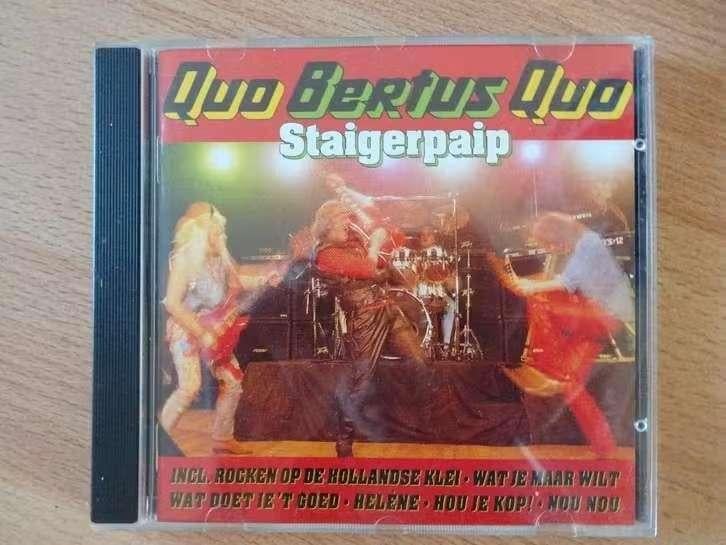 Quo Bertus Quo
Staigerpaip
INCL. ROCKEN OP DE HOLLANDSE KLEI · WAT JE MAAR WILT
WAT DOET IE'T GOED · HELÉNE · HOU JE KOP! · NOU NOU